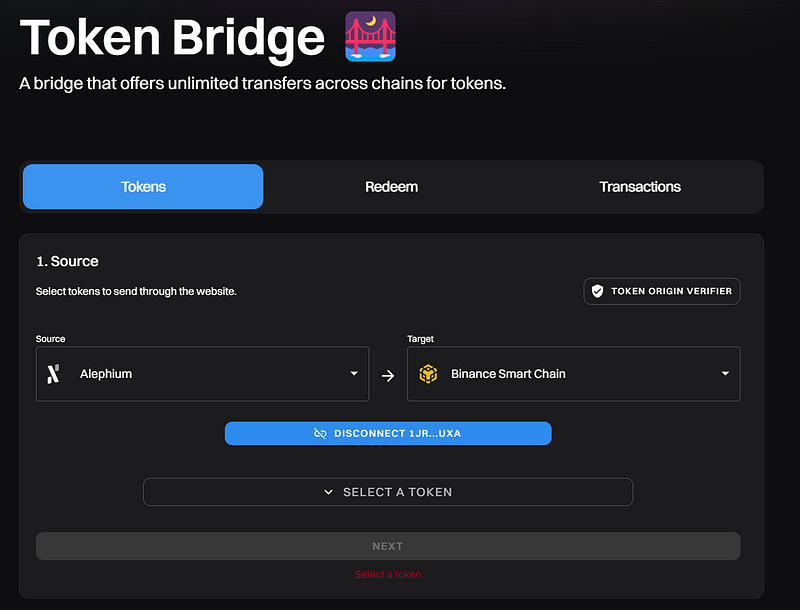 Token Bridge
A bridge that offers unlimited transfers across chains for tokens.
Tokens
Redeem
Transactions
1. Source
Select tokens to send through the website.
TOKEN ORIGIN VERIFIER
Source
Target
Alephium
Binance Smart Chain
DISCONNECT 1JR...UXA
SELECT A TOKEN
NEXT
Select a token